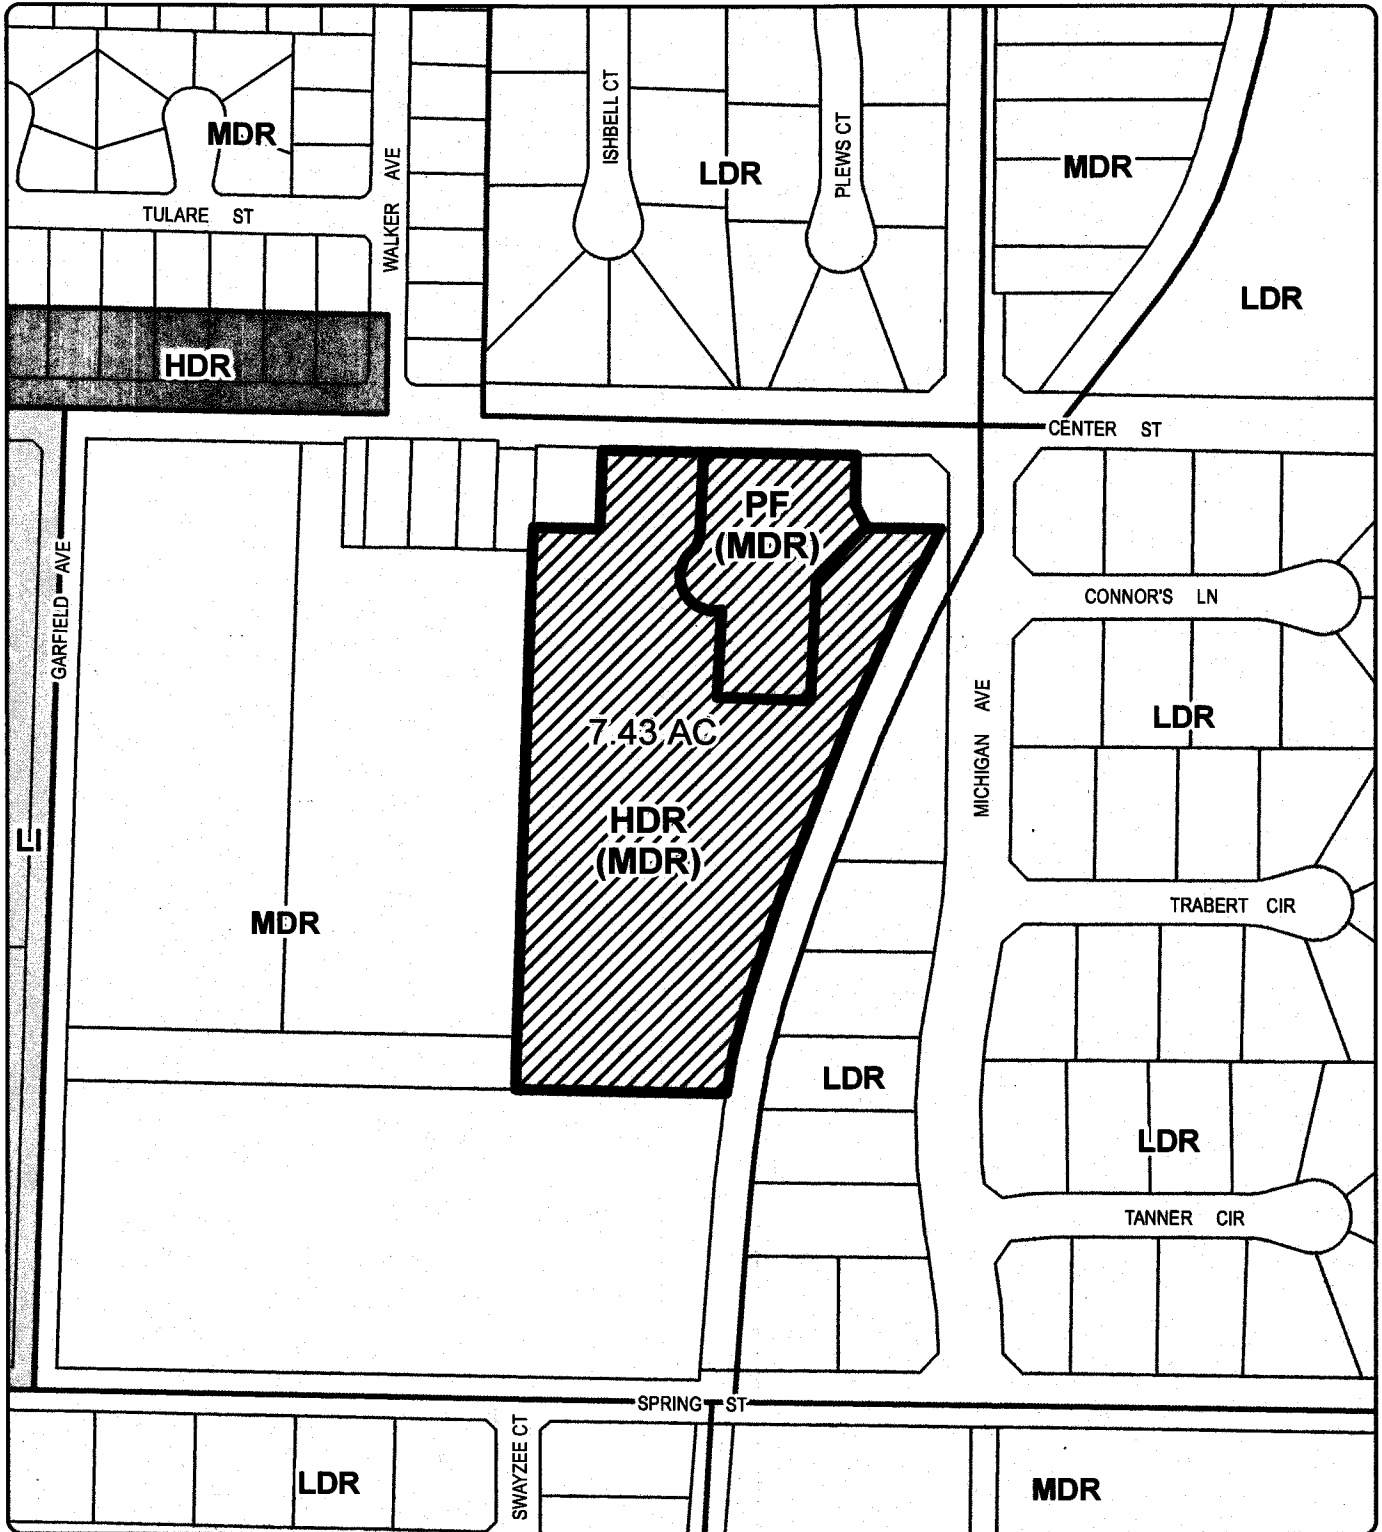 MDR
ISHBELL CT
PLEWS CT
LDR
MDR
WALKER AVE
TULARE ST
LDR
HDR
CENTER ST
PF
(MDR)
GARFIELD AVE
CONNOR'S LN
7.43 AC
MICHIGAN AVE
LDR
HDR
(MDR)
LI
MDR
TRABERT CIR
LDR
LDR
TANNER CIR
SPRING ST
SWAYZEE CT
LDR
MDR